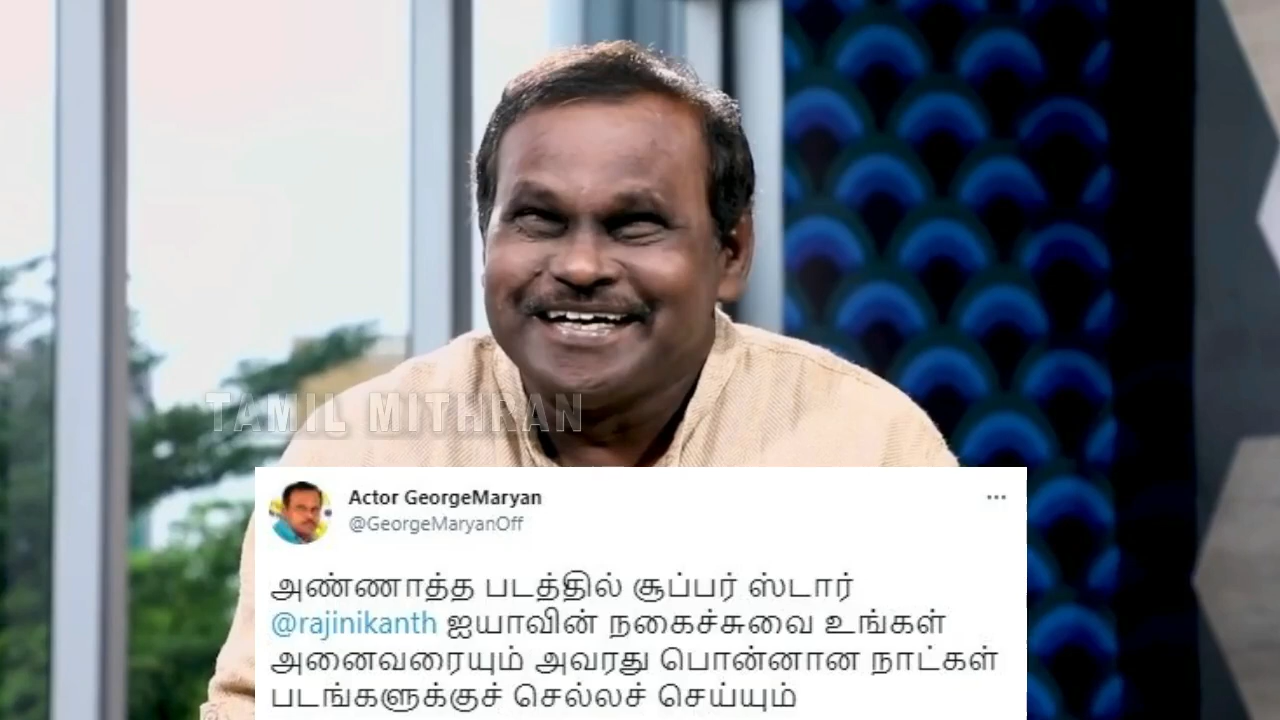 TAMIL MITHRAN
Actor GeorgeMaryan
@GeorgeMaryanOff
அண்ணாத்த படத்தில் சூப்பர் ஸ்டார்
@rajinikanth ஐயாவின் நகைச்சுவை உங்கள்
அனைவரையும் அவரது பொன்னான நாட்கள்
படங்களுக்குச் செல்லச் செய்யும்